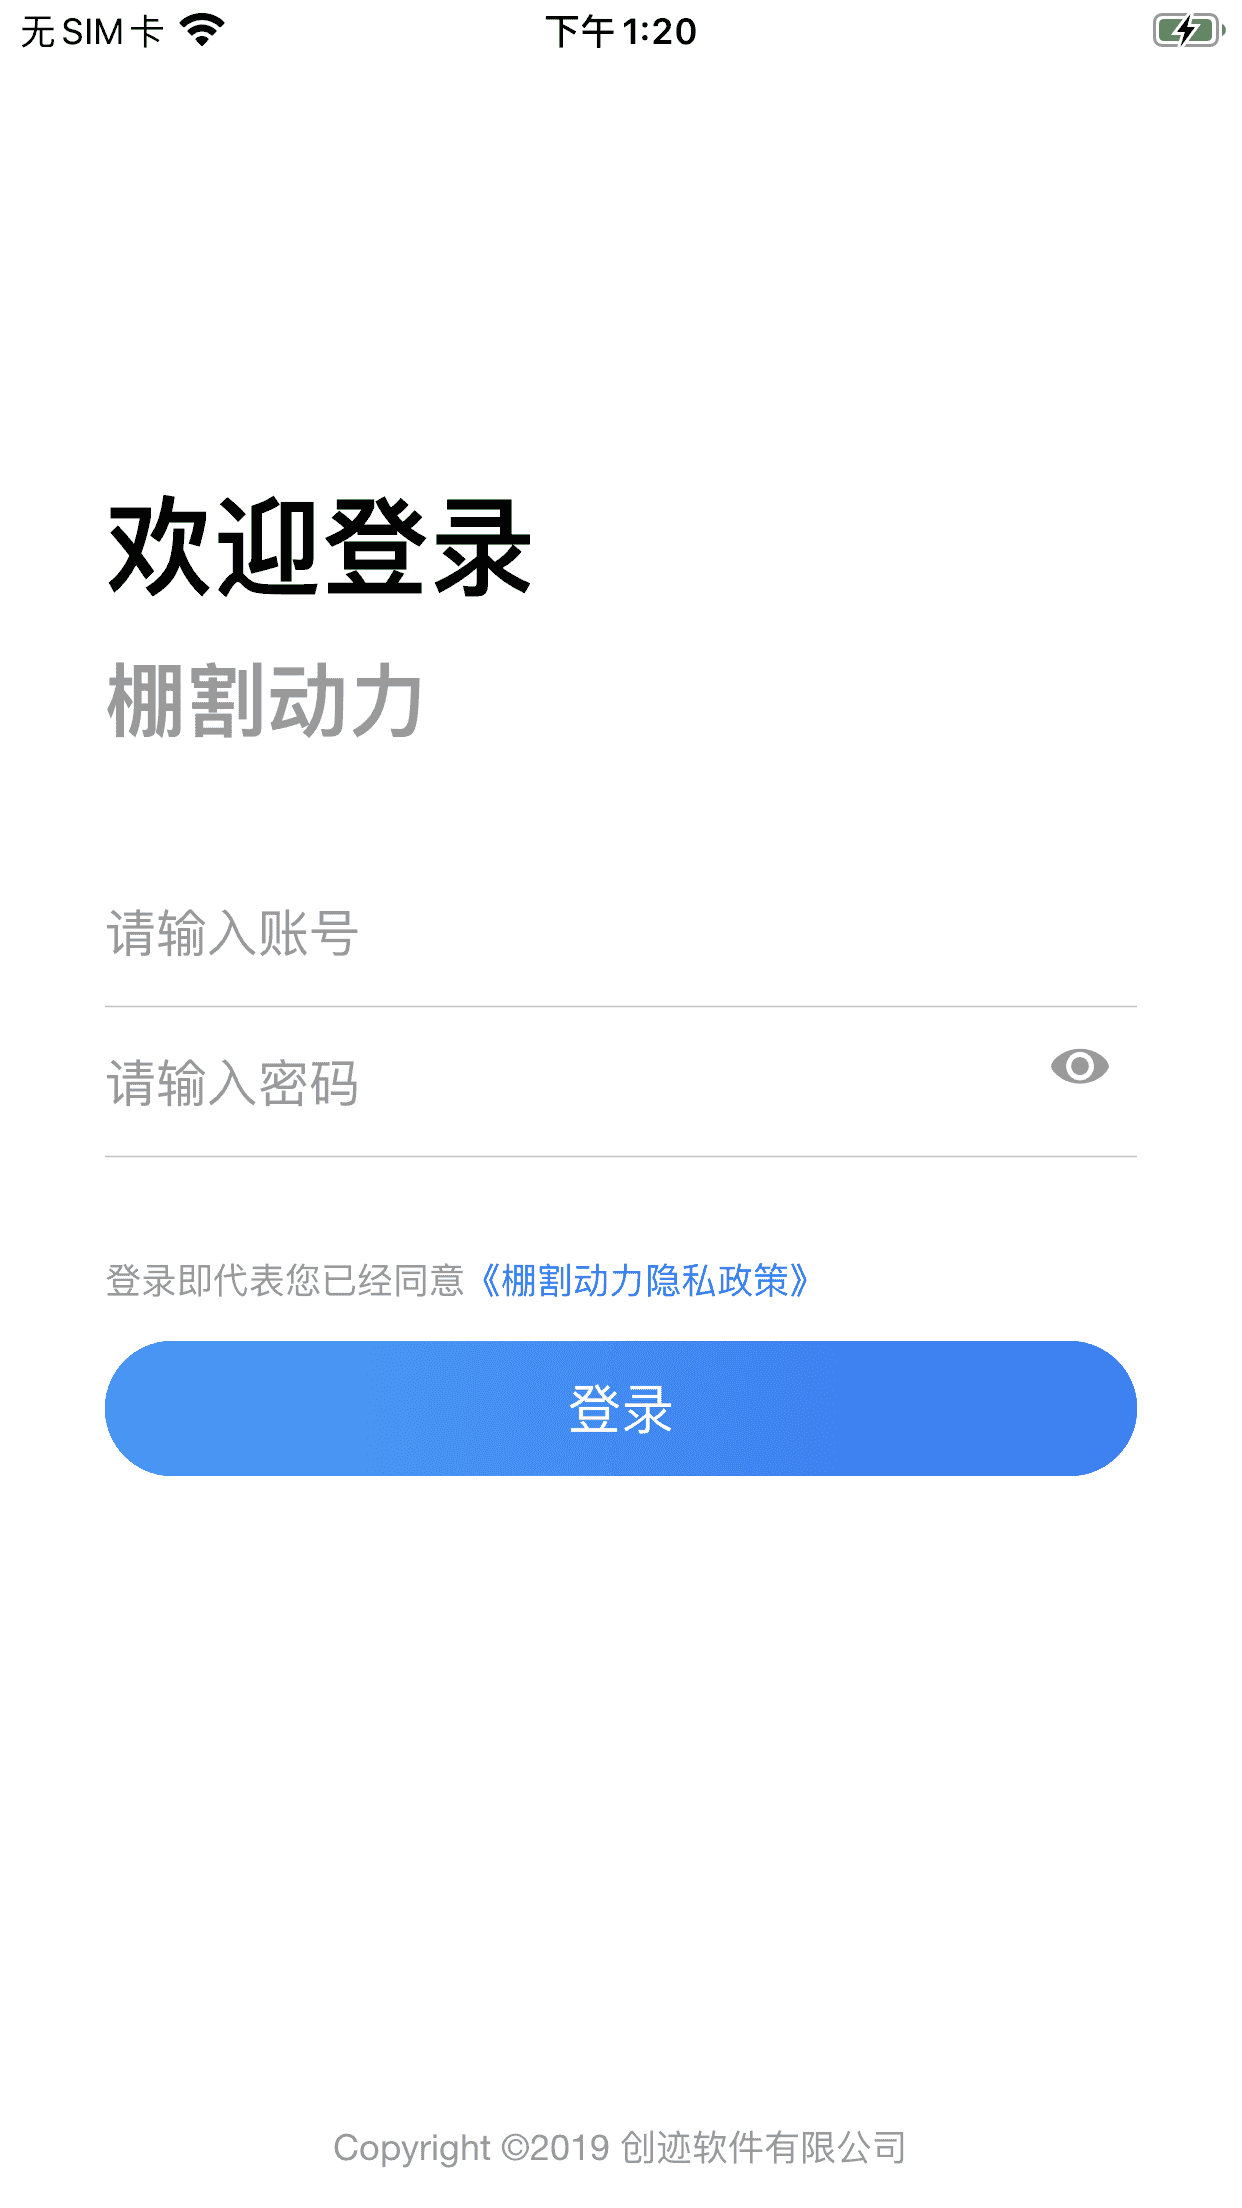 无 SIM 卡 下午 1:20
欢迎登录
棚割动力
请输入账号
请输入密码
登录即代表您已经同意《棚割动力隐私政策》
登录
Copyright ©2019 创迹软件有限公司